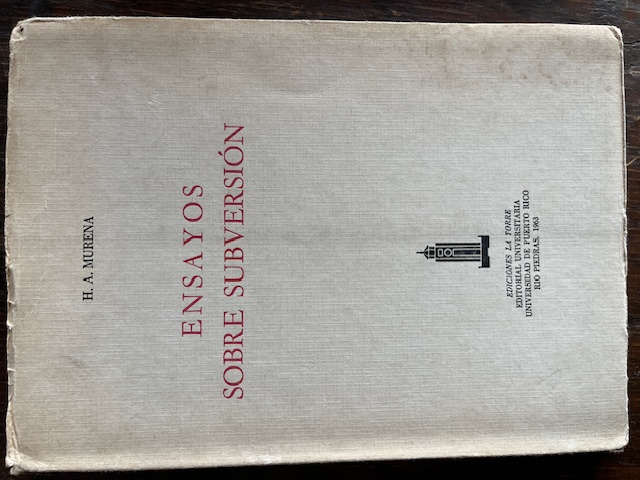 H. A. MURENA
ENSAYOS
SOBRE SUBVERSIÓN
EDICIONES LA TORRE
EDITORIAL UNIVERSITARIA
UNIVERSIDAD DE PUERTO RICO
RIO PIEDRAS, 1963